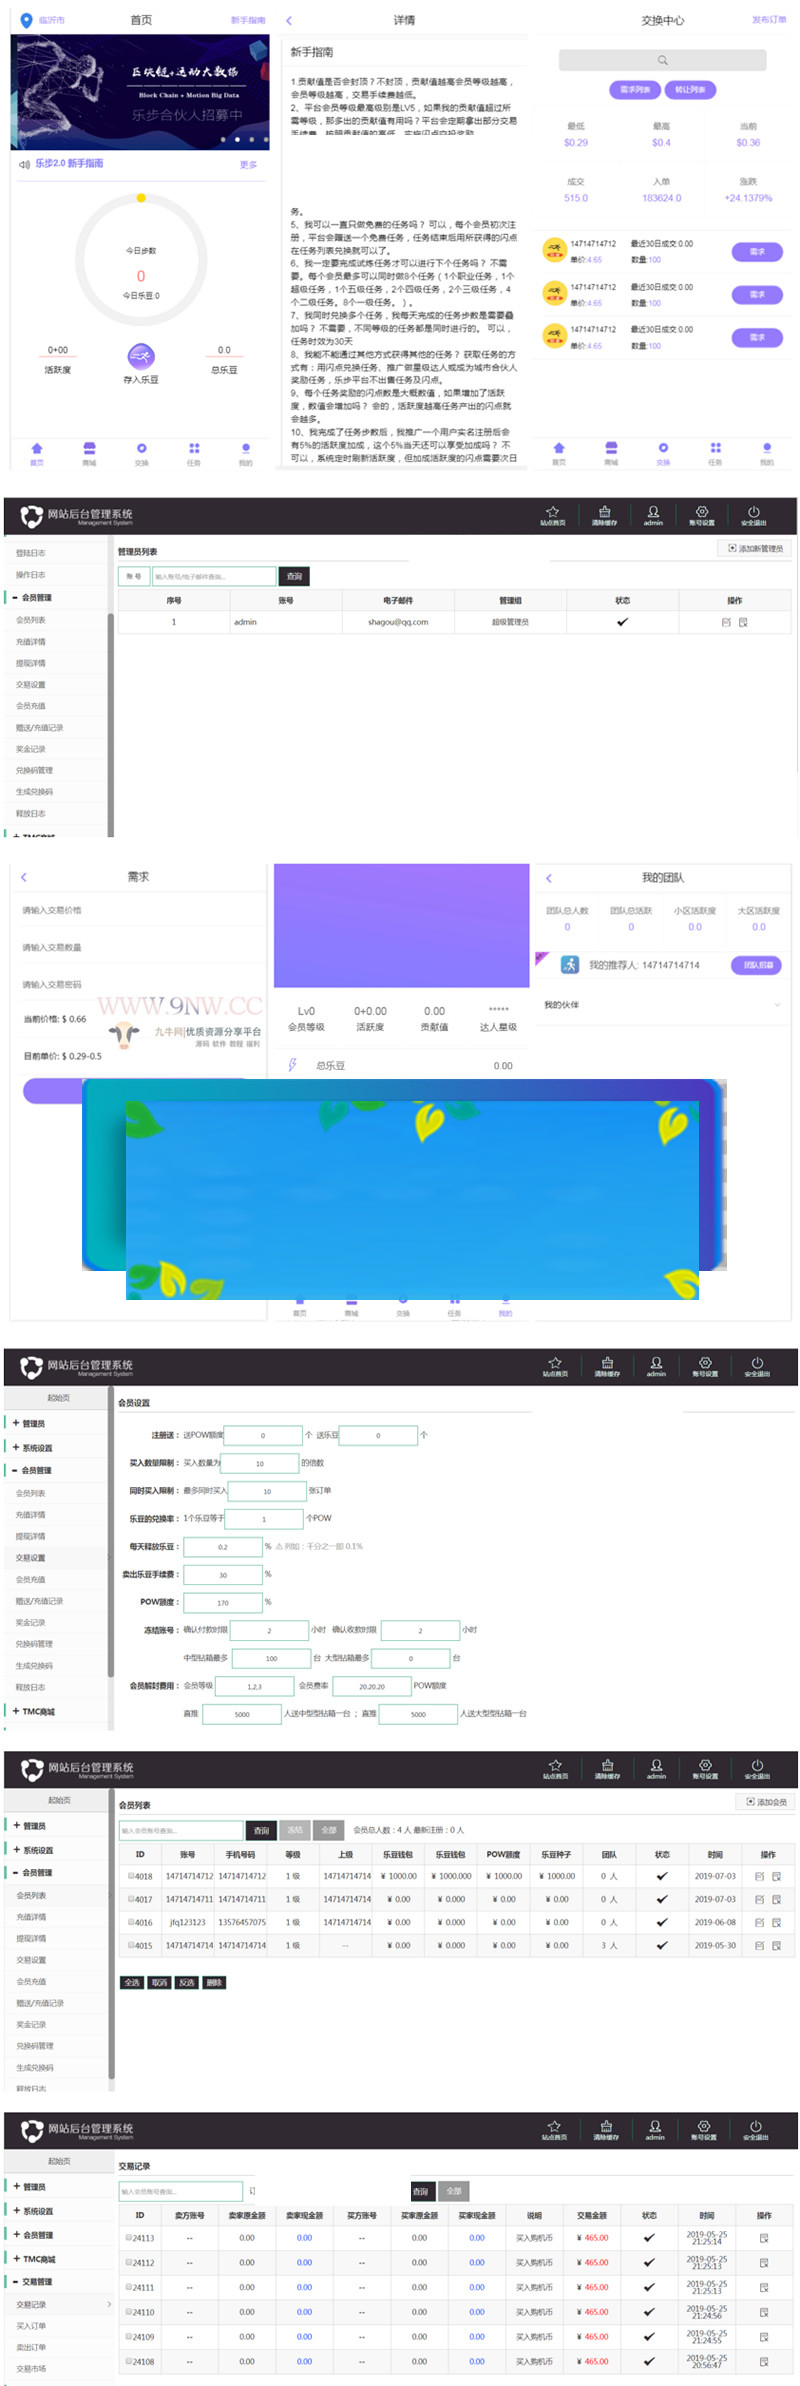 临沂市
首页
新手指南
区块链+运动大数据
Block Chain + Motion Big Data
乐步合伙人招募中
乐步2.0 新手指南
更多
今日步数
0
今日乐豆:0
0+00
活跃度
存入乐豆
0.0
总乐豆
首页 商城 交换 任务 我的
详情
新手指南
1.贡献值是否会封顶？不封顶，贡献值越高会员等级越高，
会员等级越高，交易手续费越低。
2、平台会员等级最高级别是LV5，如果我的贡献值超过所
需等级，那多出的贡献值有用吗？平台会定期拿出部分交易
务。
5、我可以一直只做免费的任务吗？ 可以，每个会员初次注
册，平台会赠送一个免费任务，任务结束后用所获得的闪点
在任务列表兑换就可以了。
6、我一定要完成试炼任务才可以进行下个任务吗？ 不需
要。每个会员最多可以同时做8个任务（1个职业任务，1个
超级任务，1个五级任务，2个四级任务，2个三级任务，4
个二级任务。8个一级任务。）。
7、我同时兑换多个任务，我每天完成的任务步数是需要叠
加吗？ 不需要，不同等级的任务都是同时进行的。 可以，
任务时效为30天
8、我能不能通过其他方式获得其他的任务？ 获取任务的方
式有：用闪点兑换任务、推广做星级达人或成为城市合伙人
奖励任务，乐步平台不出售任务及闪点。
9、每个任务奖励的闪点数是大概数值，如果增加了活跃
度，数值会增加吗？ 会的，活跃度越高任务产出的闪点就
会越多。
10、我完成了任务步数后，我推广一个用户实名注册后会
有5%的活跃度加成，这个5%当天还可以享受加成吗？ 不
可以，系统定时刷新活跃度，但加成活跃度的闪点需要次日
交换中心
发布订单
需求列表 转让列表
最低 最高 当前
$0.29 $0.4 $0.36
成交 入单 涨跌
515.0 183624.0 +24.1379%
14714714712 最近30日成交:0.00
单价:4.65 数量:100 需求
14714714712 最近30日成交:0.00
单价:4.65 数量:100 需求
14714714712 最近30日成交:0.00
单价:4.65 数量:100 需求
首页 商城 交换 任务 我的
网站后台管理系统
Management System
站点首页 清除缓存 admin 账号设置 安全退出
登陆日志
操作日志
会员管理
会员列表
充值详情
提现详情
交易设置
会员充值
赠送/充值记录
奖金记录
兑换码管理
生成兑换码
释放日志
TMC商城
管理员列表
添加新管理员
账 号 输入账号/电子邮件查询... 查询
序号 账号 电子邮件 管理组 状态 操作
1 admin shagou@qq.com 超级管理员
需求
请输入交易价格
请输入交易数量
请输入交易密码
当前价格: $ 0.66
目前单价: $ 0.29-0.5
WWW.9NW.CC
九牛网|优质资源分享平台
源码 软件 教程 福利
Lv0 0+0.00 0.00 *****
会员等级 活跃度 贡献值 达人星级
总乐豆 0.00
首页 商城 交换 任务 我的
我的团队
团队总人数 团队总活跃 小区活跃度 大区活跃度
0 0 0.0 0.0
我的推荐人: 14714714714 团队招募
我的伙伴
网站后台管理系统
Management System
站点首页 清除缓存 admin 账号设置 安全退出
起始页
管理员
系统设置
会员管理
会员列表
充值详情
提现详情
交易设置
会员充值
赠送/充值记录
奖金记录
兑换码管理
生成兑换码
释放日志
TMC商城
会员设置
注册送： 送POW额度 0 个 送乐豆 0 个
买入数量限制： 买入数量为 10 的倍数
同时买入限制： 最多同时买入 10 张订单
乐豆的兑换率： 1个乐豆等于 1 个POW
每天释放乐豆： 0.2 % ⚠ 列如：千分之一即 0.1%
卖出乐豆手续费： 30 %
POW额度： 170 %
冻结账号： 确认付款时限 2 小时 确认收款时限 2 小时
中型钻箱最多 100 台 大型钻箱最多 0 台
会员解封费用： 会员等级 1,2,3 会员费率 20,20,20 POW额度
直推 5000 人送中型型钻箱一台 ； 直推 5000 人送大型型钻箱一台
网站后台管理系统
Management System
站点首页 清除缓存 admin 账号设置 安全退出
起始页
管理员
系统设置
会员管理
会员列表
充值详情
提现详情
交易设置
会员充值
赠送/充值记录
奖金记录
兑换码管理
生成兑换码
释放日志
会员列表
添加会员
输入会员账号查询... 查询 冻结 全部 会员总人数：4 人 最新注册：0 人
ID 账号 手机号码 等级 上级 乐豆钱包 乐豆钱包 POW额度 乐豆种子 团队 状态 时间 操作
4018 14714714712 14714714712 1 级 14714714714 ¥ 1000.00 ¥ 1000.000 ¥ 1000.00 ¥ 1000.00 0 人 2019-07-03
4017 14714714711 14714714711 1 级 14714714714 ¥ 0.00 ¥ 0.000 ¥ 0.00 ¥ 0.00 0 人 2019-07-03
4016 jfq123123 13576457075 1 级 14714714714 ¥ 0.00 ¥ 0.000 ¥ 0.00 ¥ 0.00 0 人 2019-06-08
4015 14714714714 14714714714 1 级 -- ¥ 0.00 ¥ 0.000 ¥ 0.00 ¥ 0.00 3 人 2019-05-30
全选 取消 反选 删除
网站后台管理系统
Management System
站点首页 清除缓存 admin 账号设置 安全退出
起始页
管理员
系统设置
会员管理
TMC商城
交易管理
交易记录
买入订单
卖出订单
交易市场
交易记录
输入会员账号查询... 查询 全部
ID 卖方账号 卖家原金额 卖家现金额 买方账号 买家原金额 买家现金额 说明 交易金额 状态 时间 操作
24113 -- 0.00 0.00 -- 0.00 0.00 买入购机币 ¥ 465.00 2019-05-25 21:25:14
24112 -- 0.00 0.00 -- 0.00 0.00 买入购机币 ¥ 465.00 2019-05-25 21:25:13
24111 -- 0.00 0.00 -- 0.00 0.00 买入购机币 ¥ 465.00 2019-05-25 21:25:13
24110 -- 0.00 0.00 -- 0.00 0.00 买入购机币 ¥ 465.00 2019-05-25 21:24:56
24109 -- 0.00 0.00 -- 0.00 0.00 买入购机币 ¥ 465.00 2019-05-25 21:24:55
24108 -- 0.00 0.00 -- 0.00 0.00 买入购机币 ¥ 465.00 2019-05-25 20:56:47